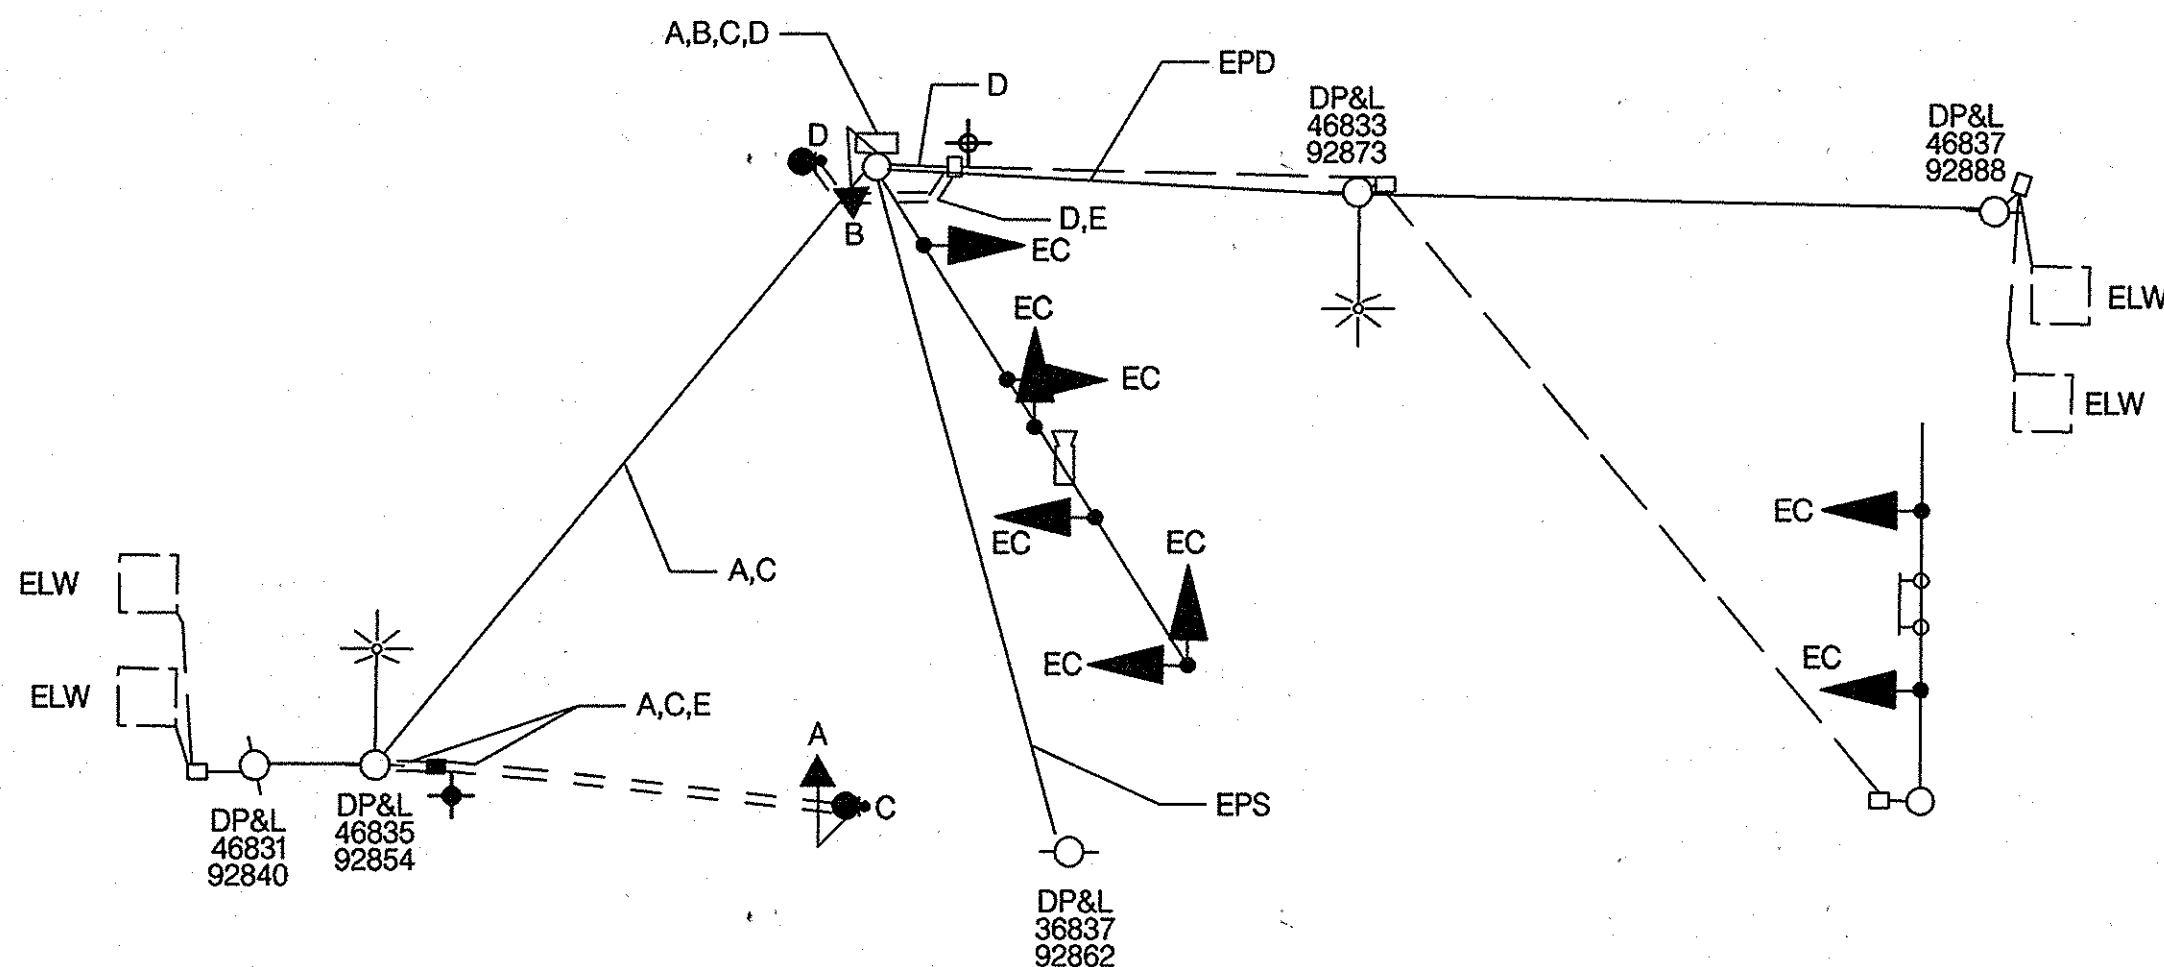 A,B,C,D
EPD
D
DP&L
46833
92873
DP&L
46837
92888
D
B
D,E
EC
EC
EC
ELW
ELW
EC
EC
EC
EC
EC
A,C
ELW
ELW
A,C,E
A
C
EPS
DP&L
46831
92840
DP&L
46835
92854
DP&L
36837
92862